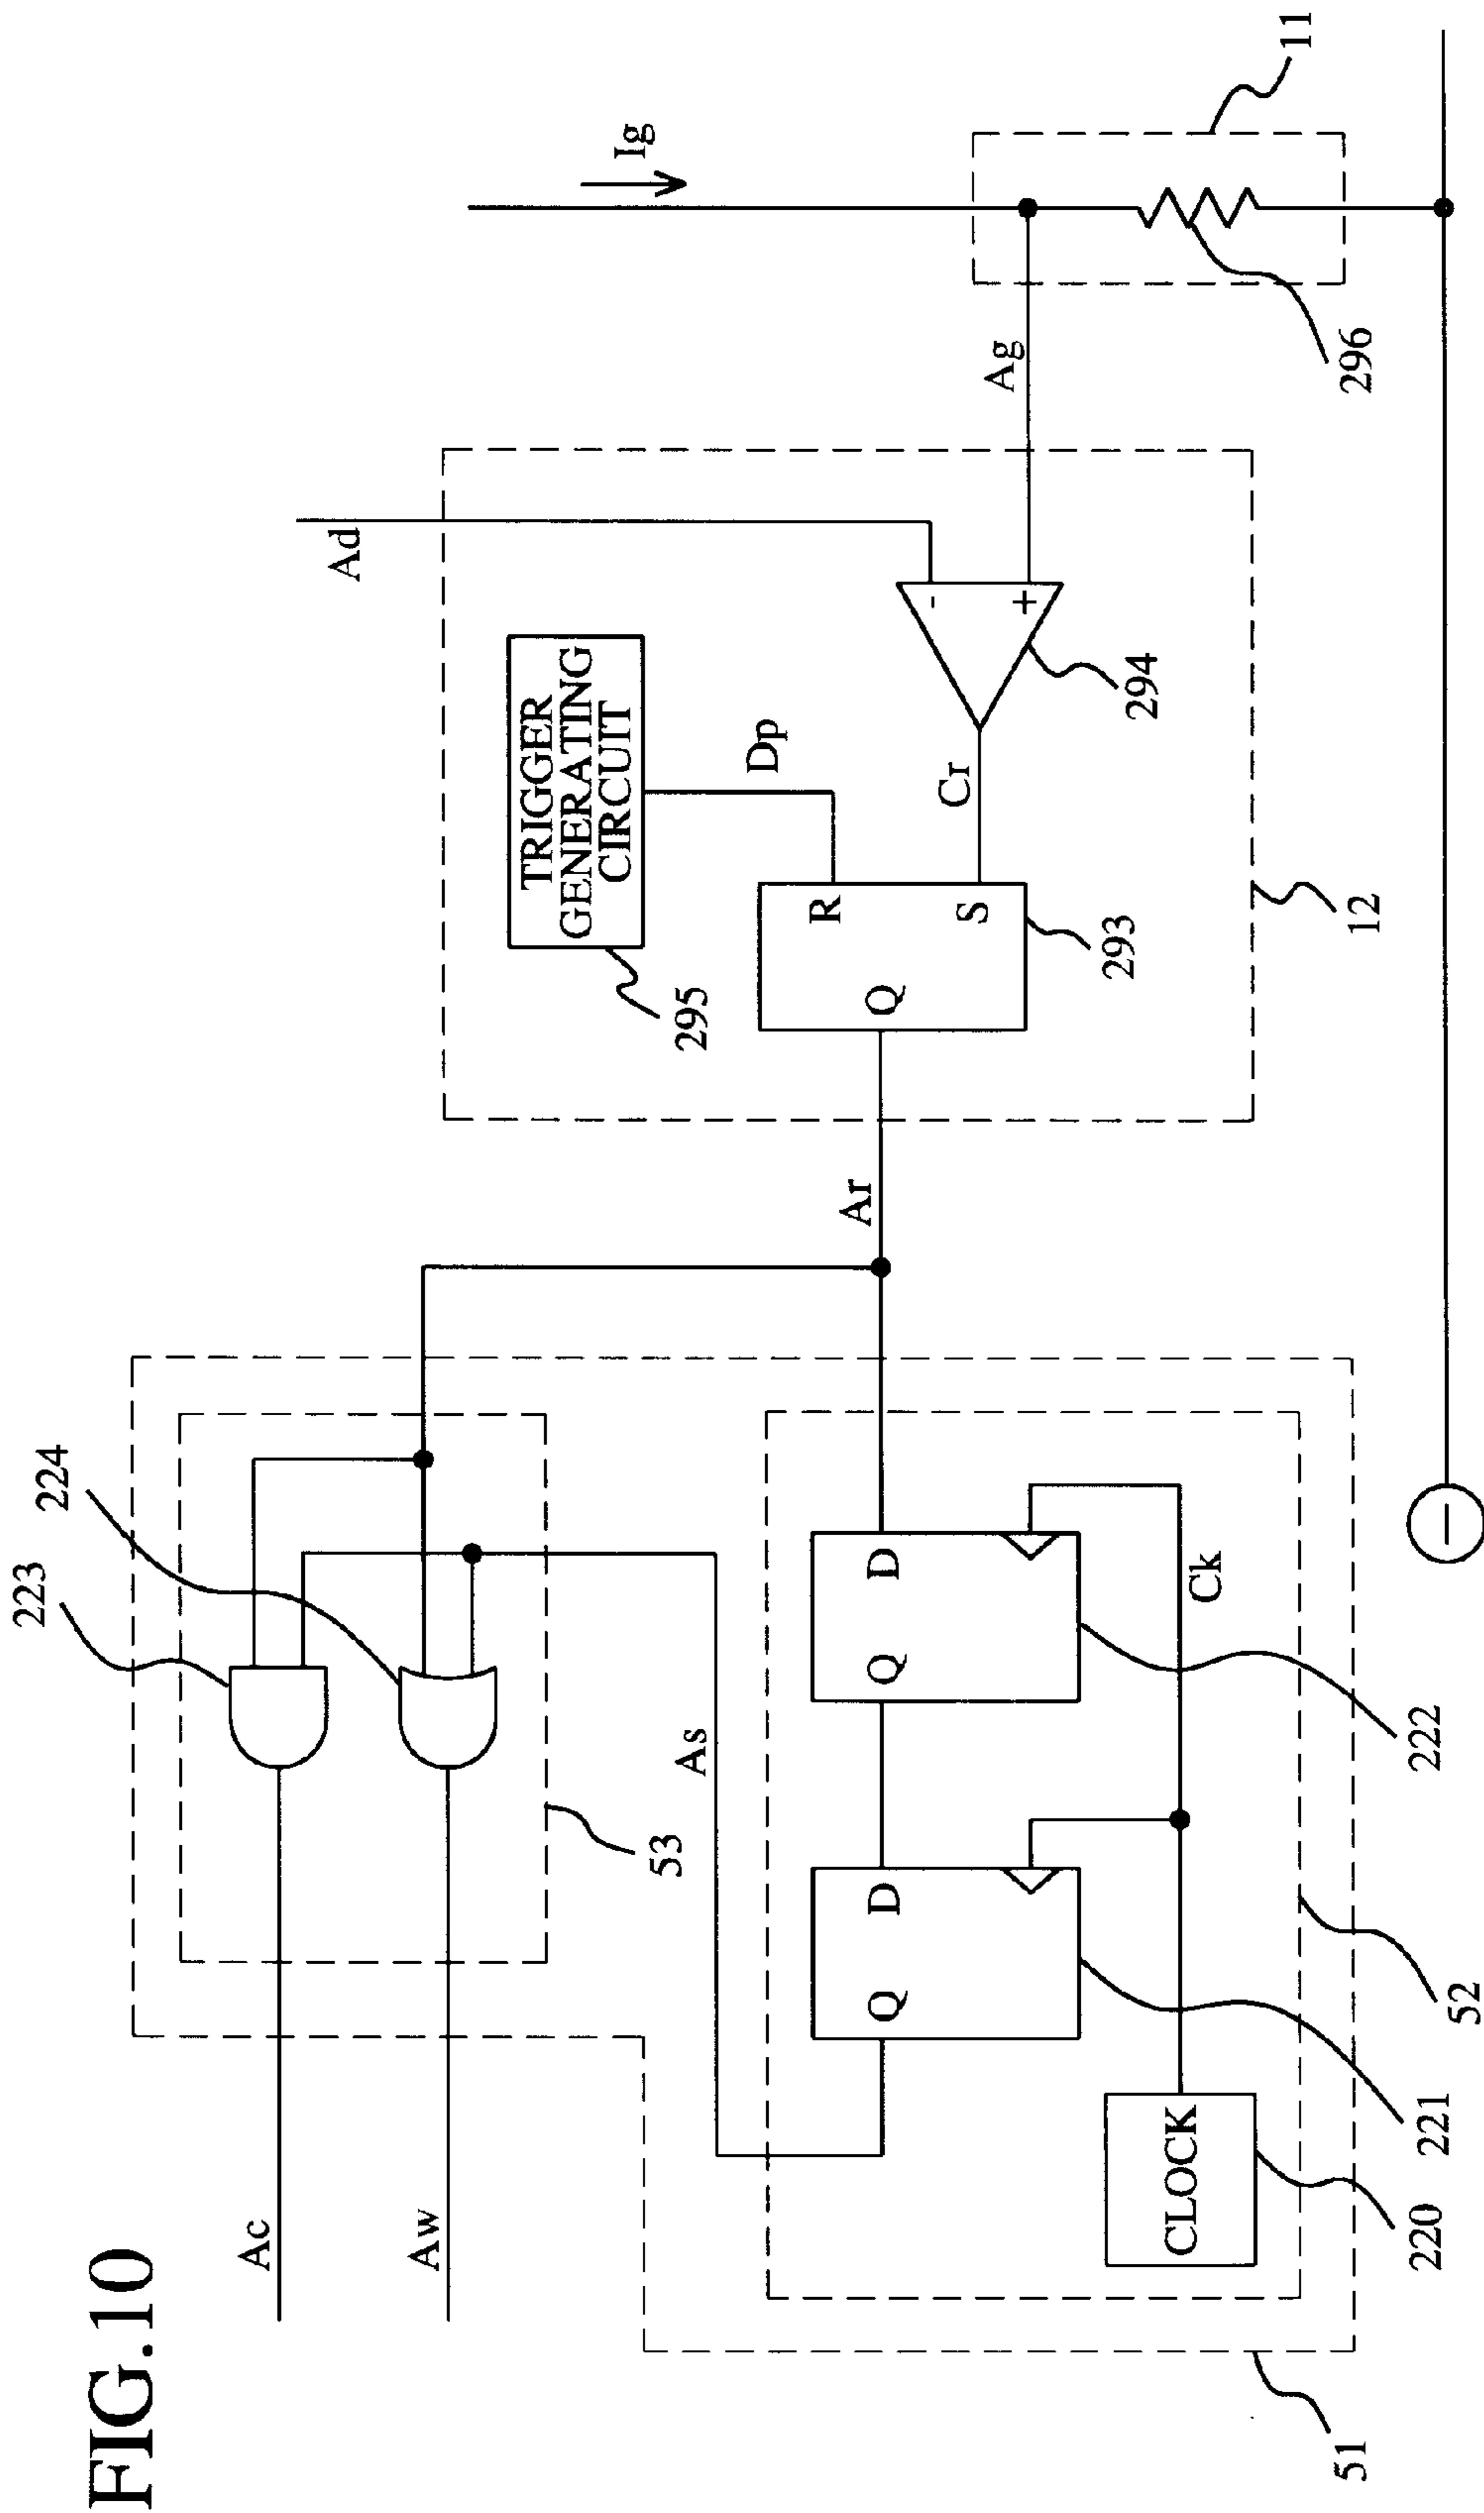 FIG.10
Ac
Aw
223
224
53
As
51
CLOCK
220
Q
D
221
52
Q
D
222
Ck
Ar
295
TRIGGER
GENERATING
CIRCUIT
Dp
Q
R
S
293
12
Cr
Ad
-
+
294
Ag
Ig
296
11